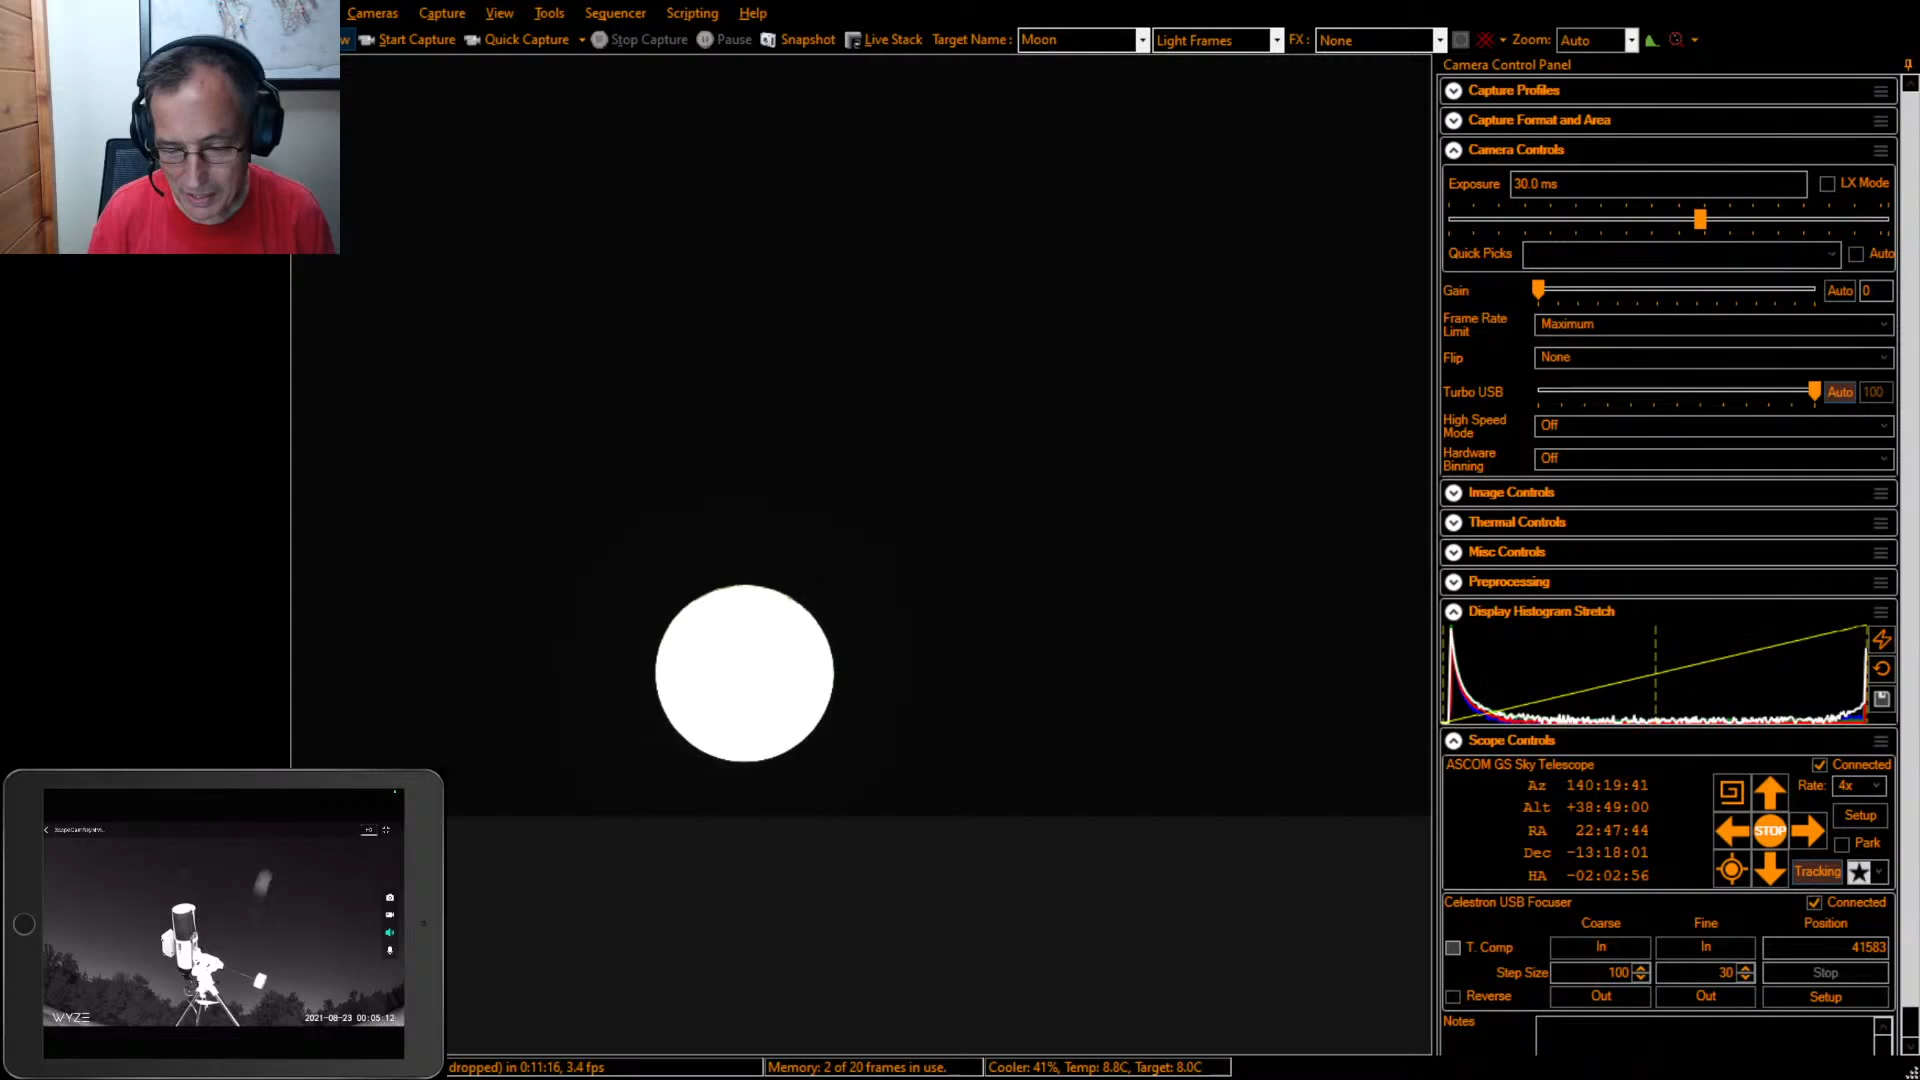 Cameras Capture View Tools Sequencer Scripting Help
Start Capture Quick Capture Stop Capture Pause Snapshot Live Stack Target Name : Moon Light Frames FX : None Zoom: Auto
Camera Control Panel
Capture Profiles
Capture Format and Area
Camera Controls
Exposure 30.0 ms LX Mode
Quick Picks Auto
Gain Auto 0
Frame Rate Limit Maximum
Flip None
Turbo USB Auto 100
High Speed Mode Off
Hardware Binning Off
Image Controls
Thermal Controls
Misc Controls
Preprocessing
Display Histogram Stretch
Scope Controls
ASCOM GS Sky Telescope Connected
Az 140:19:41 Rate: 4x
Alt +38:49:00 Setup
RA 22:47:44 STOP
Dec -13:18:01 Park
HA -02:02:56 Tracking
Celestron USB Focuser Connected
Coarse Fine Position
T. Comp In In 41583
Step Size 100 30 Stop
Reverse Out Out Setup
Notes
WYZE 2021-08-23 00:05:12
dropped) in 0:11:16, 3.4 fps Memory: 2 of 20 frames in use. Cooler: 41%, Temp: 8.8C, Target: 8.0C